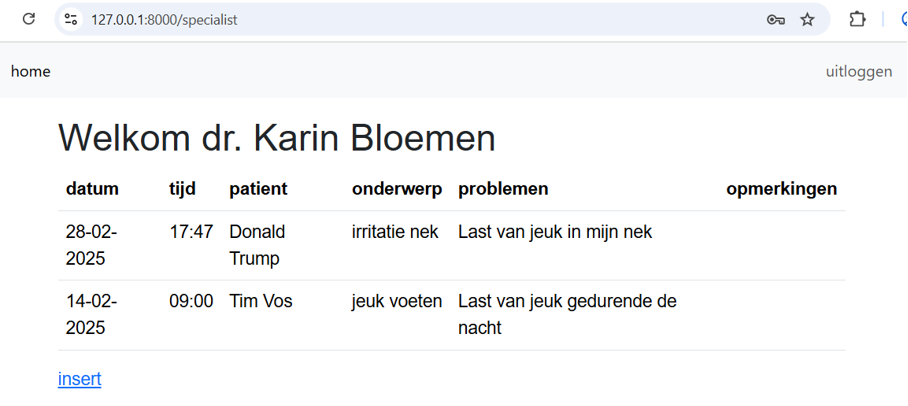 127.0.0.1:8000/specialist
home uitloggen
Welkom dr. Karin Bloemen
datum tijd patient onderwerp problemen opmerkingen
28-02- 17:47 Donald irritatie nek Last van jeuk in mijn nek
2025 Trump
14-02- 09:00 Tim Vos jeuk voeten Last van jeuk gedurende de
2025 nacht
insert